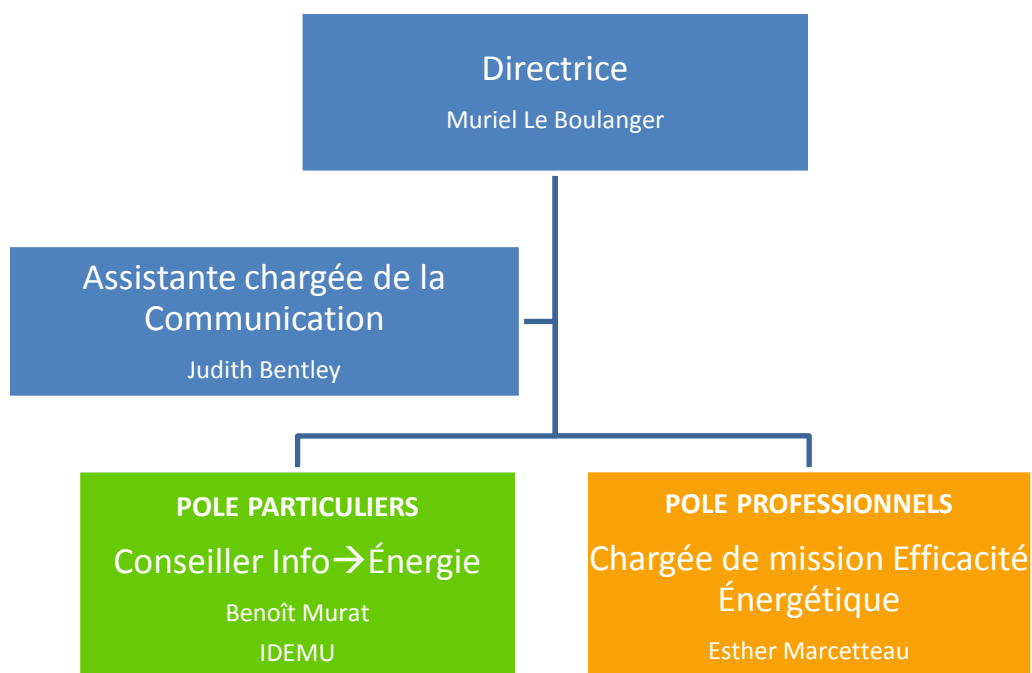 Directrice
Muriel Le Boulanger
Assistante chargée de la
Communication
Judith Bentley
POLE PARTICULIERS
Conseiller Info→Énergie
Benoît Murat
IDEMU
POLE PROFESSIONNELS
Chargée de mission Efficacité
Énergétique
Esther Marcetteau